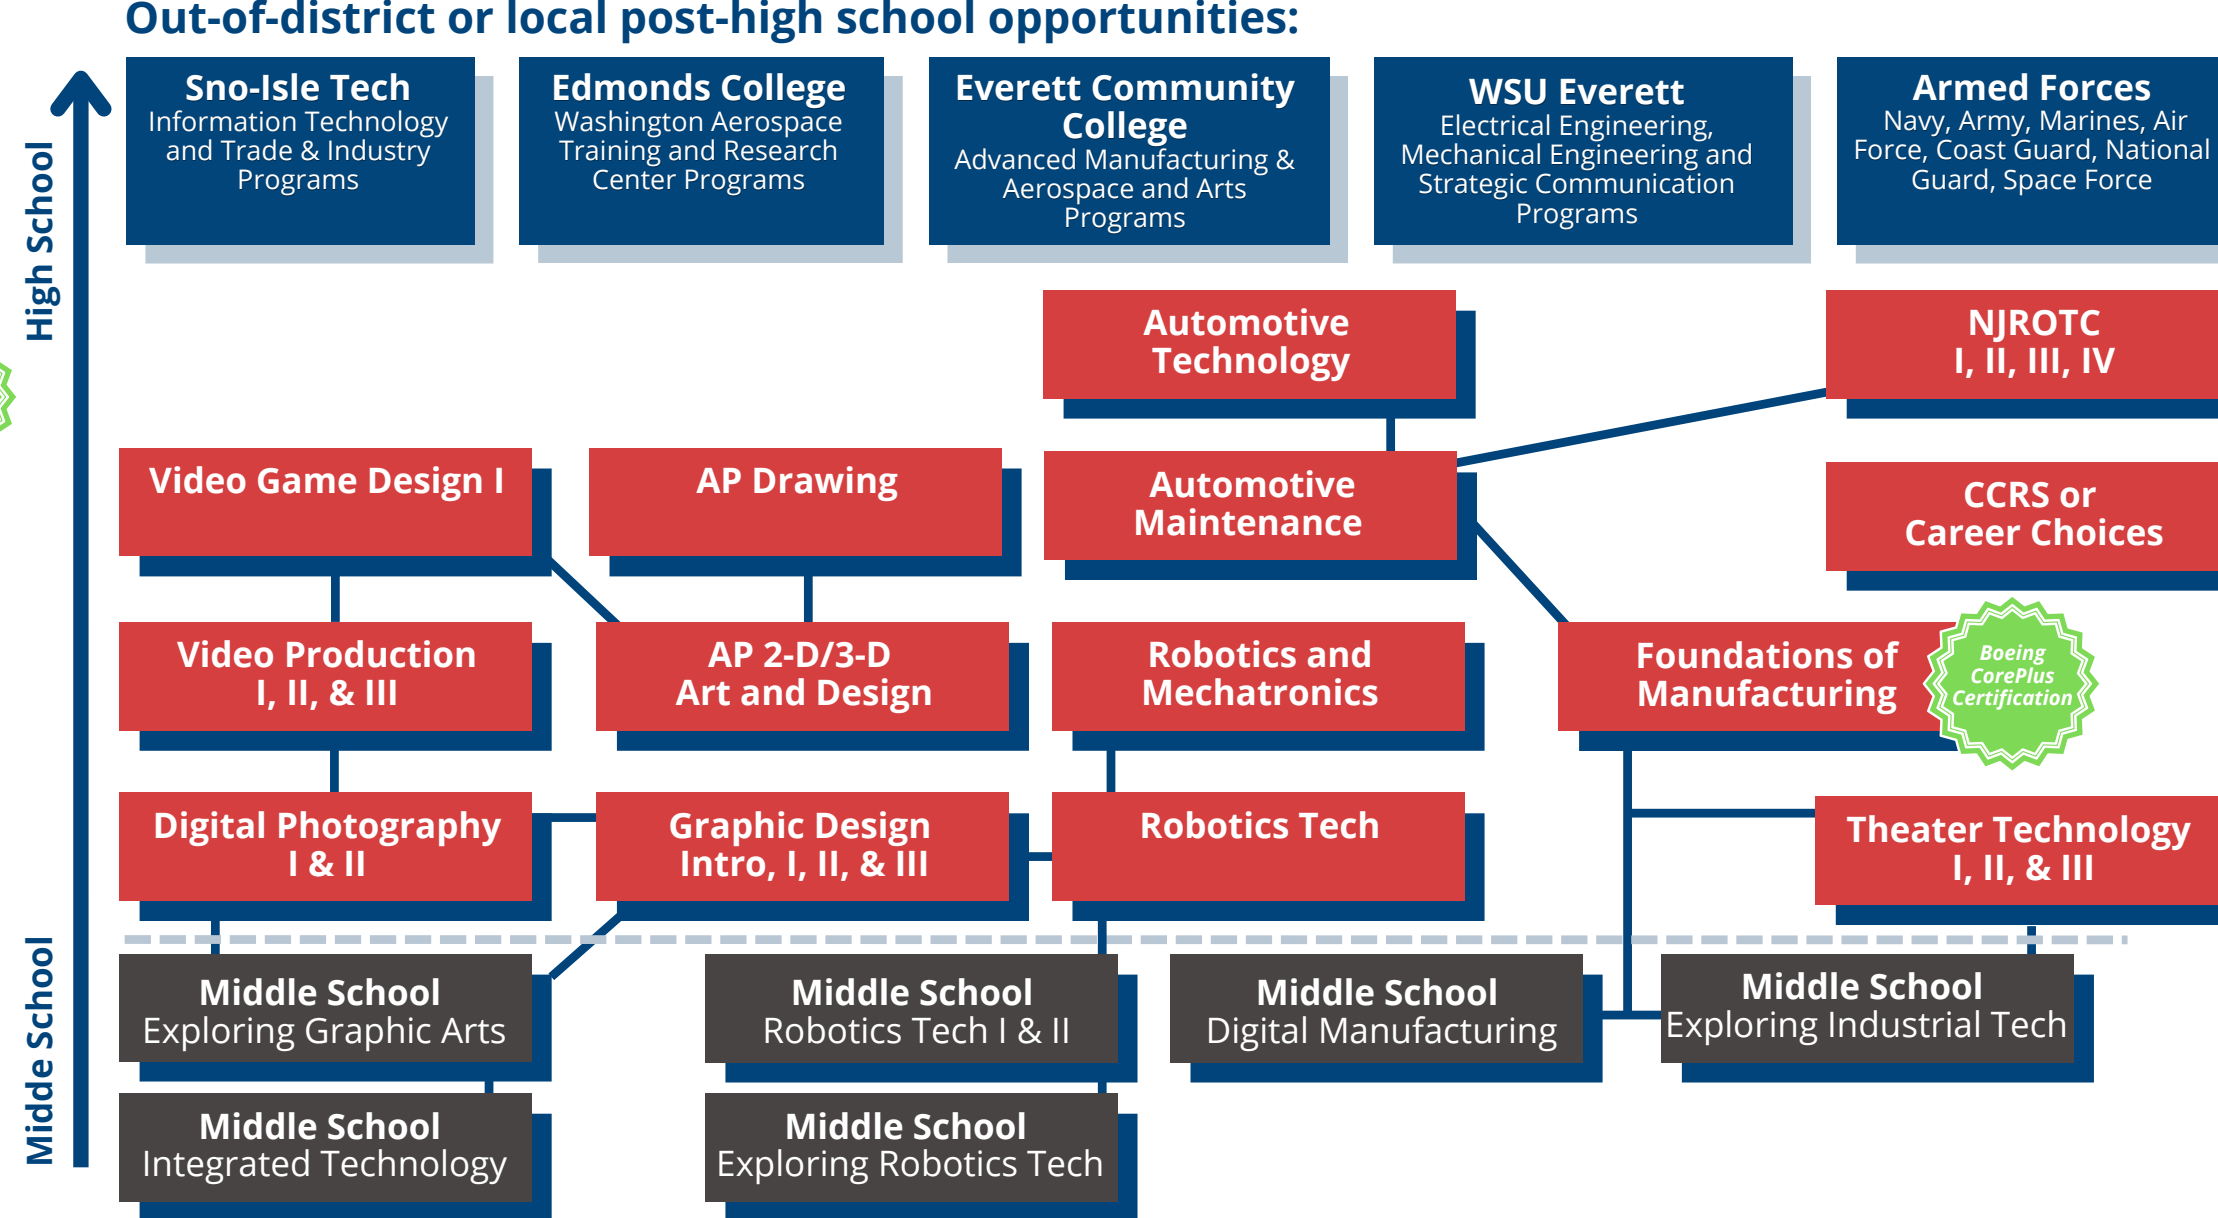 Out-of-district or local post-high school opportunities:
Sno-Isle Tech
Information Technology
and Trade & Industry
Programs
Edmonds College
Washington Aerospace
Training and Research
Center Programs
Everett Community
College
Advanced Manufacturing &
Aerospace and Arts
Programs
WSU Everett
Electrical Engineering,
Mechanical Engineering and
Strategic Communication
Programs
Armed Forces
Navy, Army, Marines, Air
Force, Coast Guard, National
Guard, Space Force
High School
Automotive
Technology
NJROTC
I, II, III, IV
Video Game Design I
AP Drawing
Automotive
Maintenance
CCRS or
Career Choices
Video Production
I, II, & III
AP 2-D/3-D
Art and Design
Robotics and
Mechatronics
Foundations of
Manufacturing
Boeing
CorePlus
Certification
Digital Photography
I & II
Graphic Design
Intro, I, II, & III
Robotics Tech
Theater Technology
I, II, & III
Midde School
Middle School
Exploring Graphic Arts
Middle School
Robotics Tech I & II
Middle School
Digital Manufacturing
Middle School
Exploring Industrial Tech
Middle School
Integrated Technology
Middle School
Exploring Robotics Tech